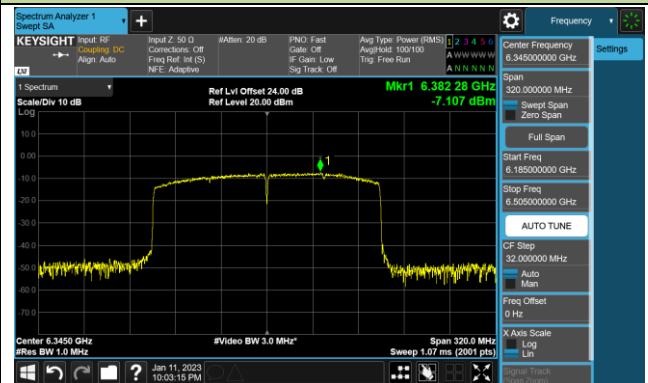 Spectrum Analyzer 1
Swept SA
Frequency
KEYSIGHT
Input: RF
Coupling: DC
Align: Auto
Input Z: 50 Ω
Corrections: Off
Freq Ref: Int (S)
NFE: Adaptive
#Atten: 20 dB
PNO: Fast
Gate: Off
IF Gain: Low
Sig Track: Off
Avg Type: Power (RMS)
Avg|Hold: 100/100
Trig: Free Run
1 2 3 4 5 6
A W W W W W
A N N N N N
LXI
1 Spectrum
Scale/Div 10 dB
Log
Ref Lvl Offset 24.00 dB
Ref Level 20.00 dBm
Mkr1 6.382 28 GHz
-7.107 dBm
10.0
0.00
-10.0
-20.0
-30.0
-40.0
-50.0
-60.0
-70.0
1
Center 6.3450 GHz
#Res BW 1.0 MHz
#Video BW 3.0 MHz*
Span 320.0 MHz
Sweep 1.07 ms (2001 pts)
Jan 11, 2023
10:03:15 PM
Center Frequency
6.345000000 GHz
Span
320.000000 MHz
Swept Span
Zero Span
Full Span
Start Freq
6.185000000 GHz
Stop Freq
6.505000000 GHz
AUTO TUNE
CF Step
32.000000 MHz
Auto
Man
Freq Offset
0 Hz
X Axis Scale
Log
Lin
Signal Track
(Span Zoom)
Settings